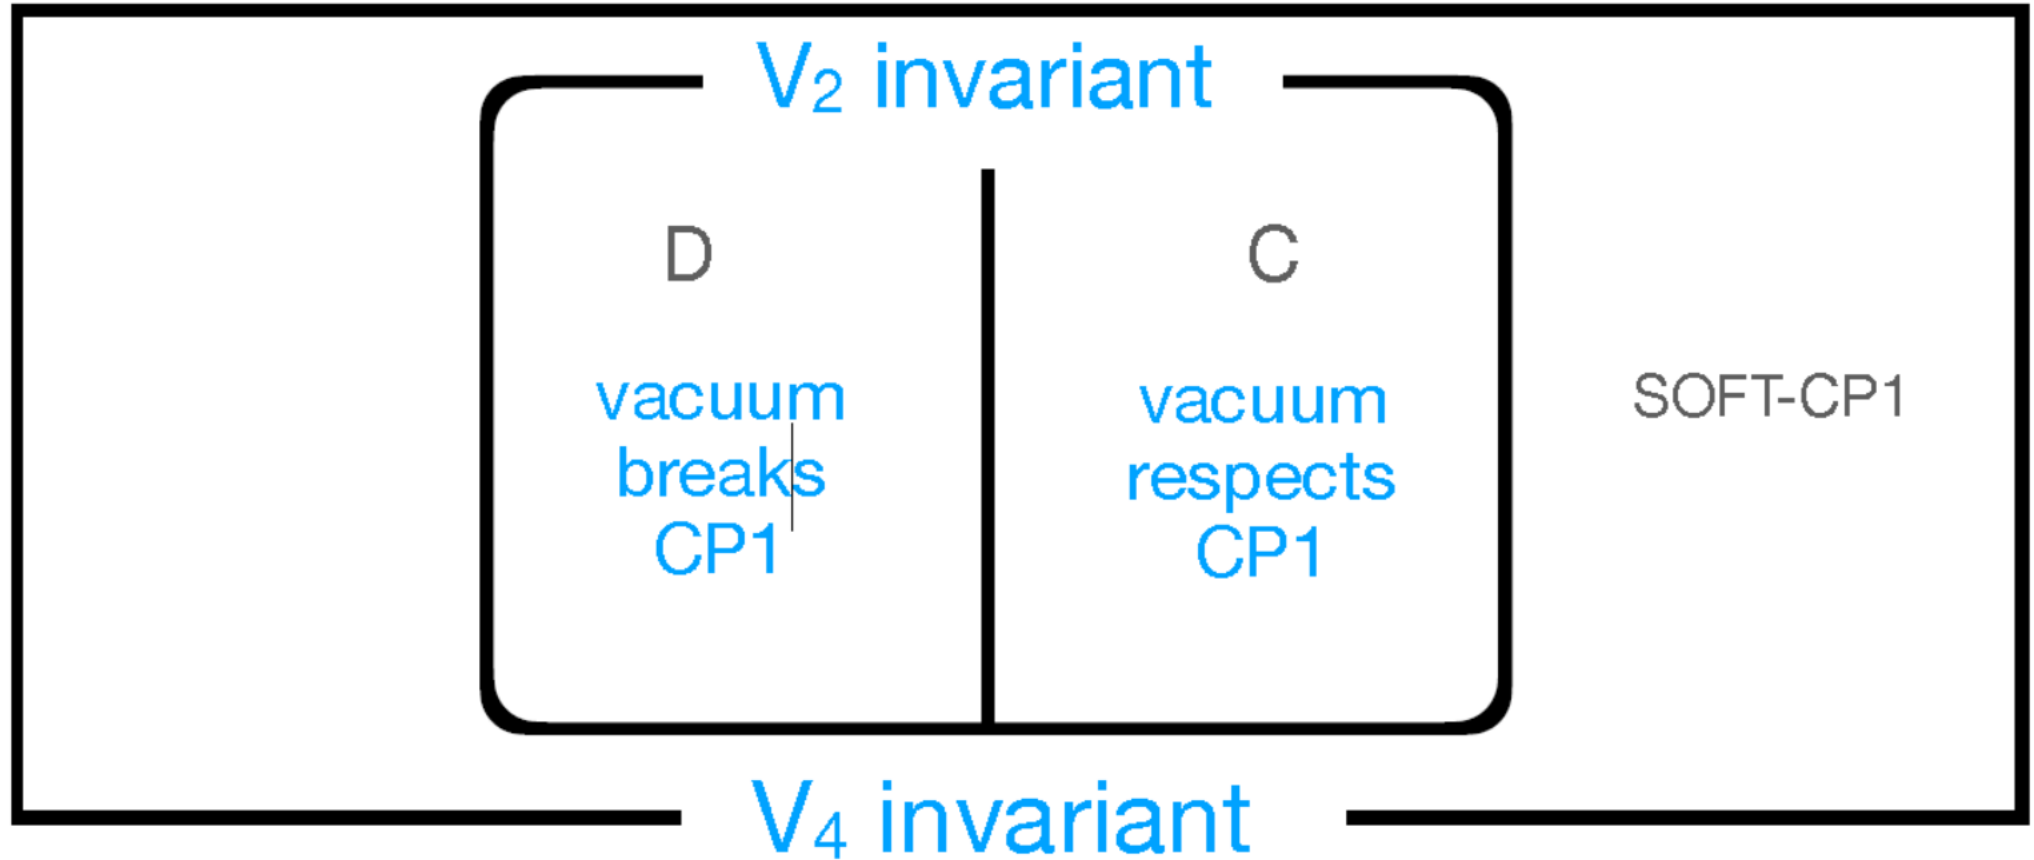 V₂ invariant
D
vacuum
breaks
CP1
C
vacuum
respects
CP1
SOFT-CP1
V₄ invariant